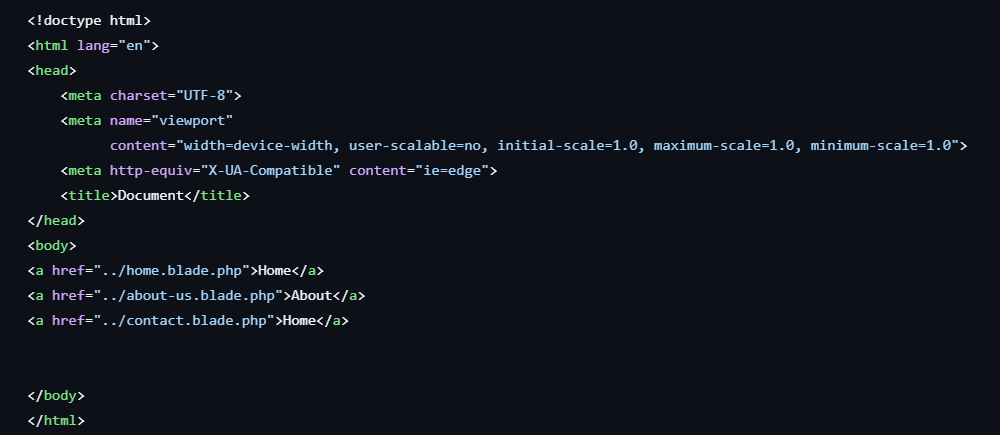 <!doctype html>
<html lang="en">
<head>
    <meta charset="UTF-8">
    <meta name="viewport"
          content="width=device-width, user-scalable=no, initial-scale=1.0, maximum-scale=1.0, minimum-scale=1.0">
    <meta http-equiv="X-UA-Compatible" content="ie=edge">
    <title>Document</title>
</head>
<body>
<a href="../home.blade.php">Home</a>
<a href="../about-us.blade.php">About</a>
<a href="../contact.blade.php">Home</a>
</body>
</html>